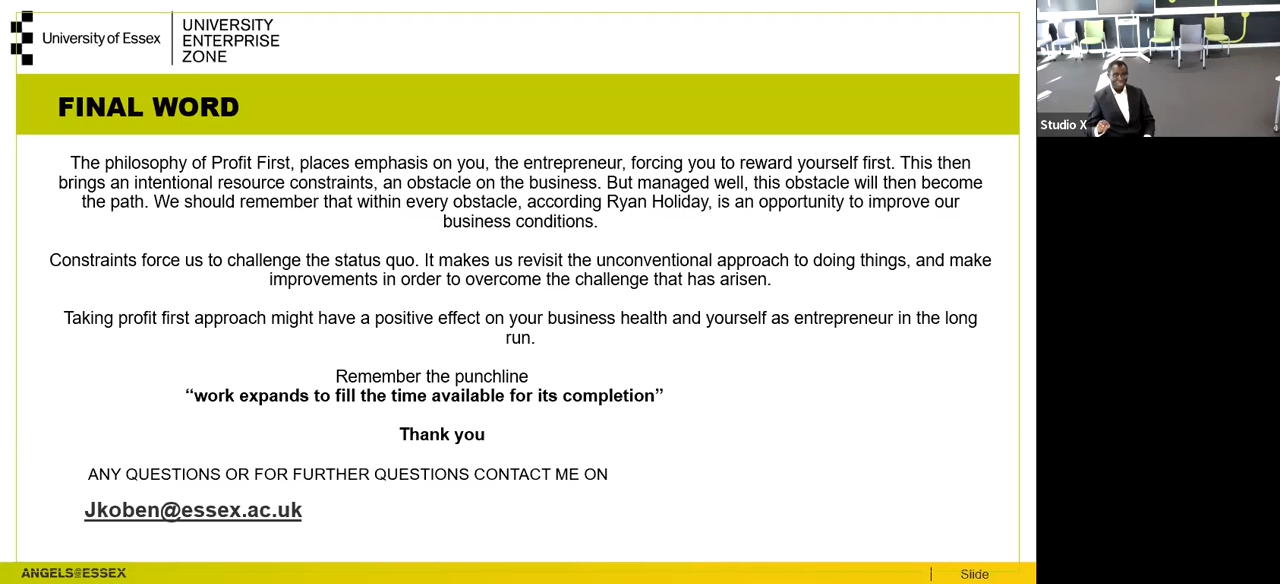 University of Essex
UNIVERSITY
ENTERPRISE
ZONE
FINAL WORD
The philosophy of Profit First, places emphasis on you, the entrepreneur, forcing you to reward yourself first. This then
brings an intentional resource constraints, an obstacle on the business. But managed well, this obstacle will then become
the path. We should remember that within every obstacle, according Ryan Holiday, is an opportunity to improve our
business conditions.
Constraints force us to challenge the status quo. It makes us revisit the unconventional approach to doing things, and make
improvements in order to overcome the challenge that has arisen.
Taking profit first approach might have a positive effect on your business health and yourself as entrepreneur in the long
run.
Remember the punchline
“work expands to fill the time available for its completion”
Thank you
ANY QUESTIONS OR FOR FURTHER QUESTIONS CONTACT ME ON
Jkoben@essex.ac.uk
ANGELS@ESSEX
Slide
Studio X